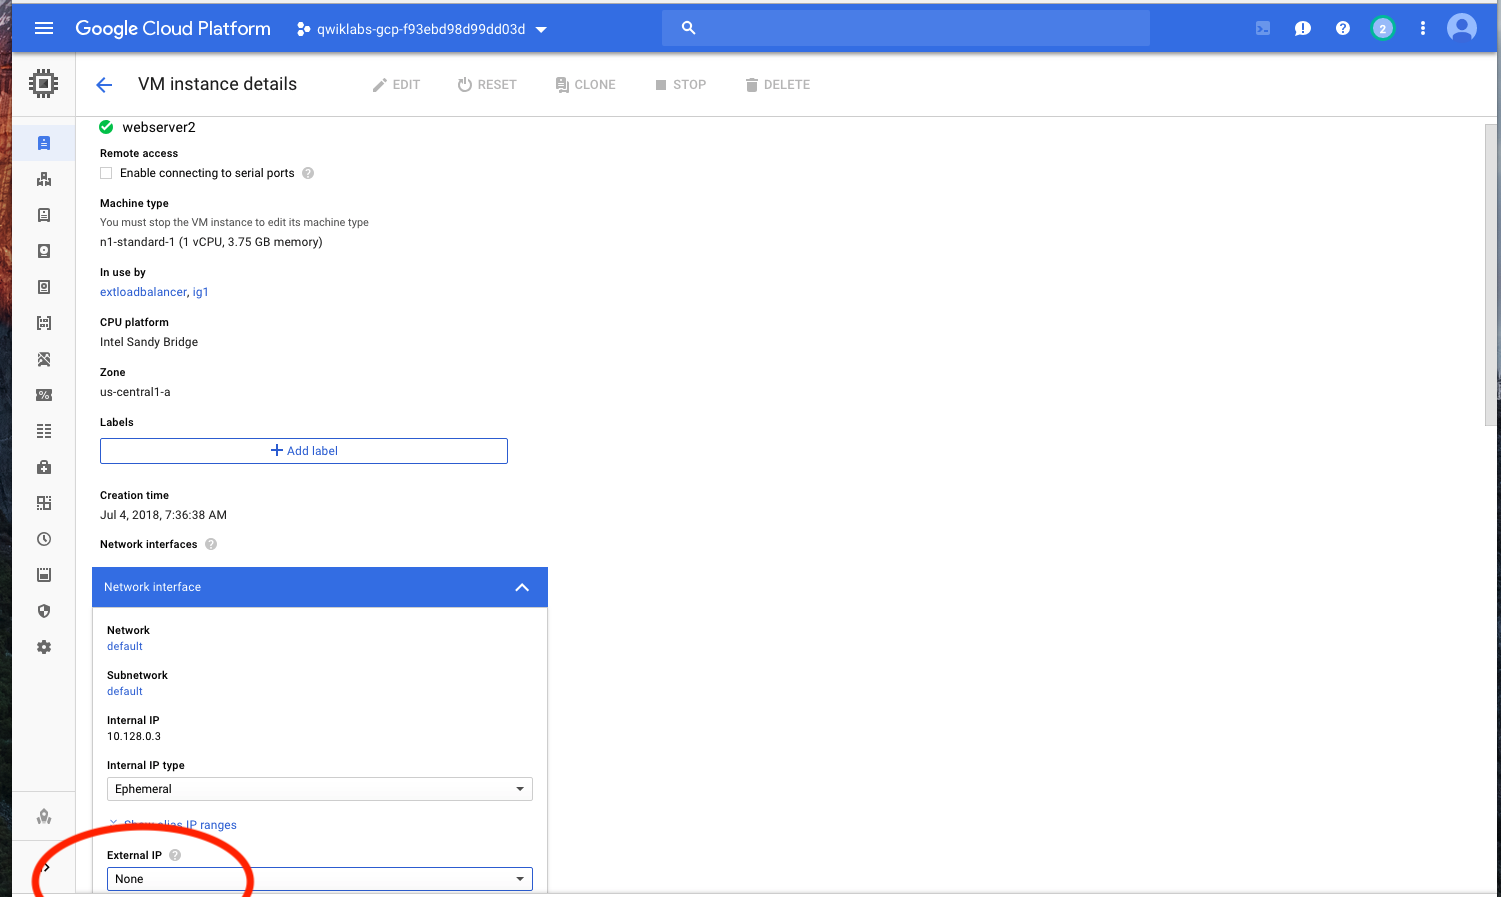 Google Cloud Platform
qwiklabs-gcp-f93ebd98d99dd03d
2
VM instance details
EDIT
RESET
CLONE
STOP
DELETE
webserver2
Remote access
Enable connecting to serial ports ?
Machine type
You must stop the VM instance to edit its machine type
n1-standard-1 (1 vCPU, 3.75 GB memory)
In use by
extloadbalancer, ig1
CPU platform
Intel Sandy Bridge
Zone
us-central1-a
Labels
+ Add label
Creation time
Jul 4, 2018, 7:36:38 AM
Network interfaces ?
Network interface
Network
default
Subnetwork
default
Internal IP
10.128.0.3
Internal IP type
Ephemeral
Show alias IP ranges
External IP ?
None